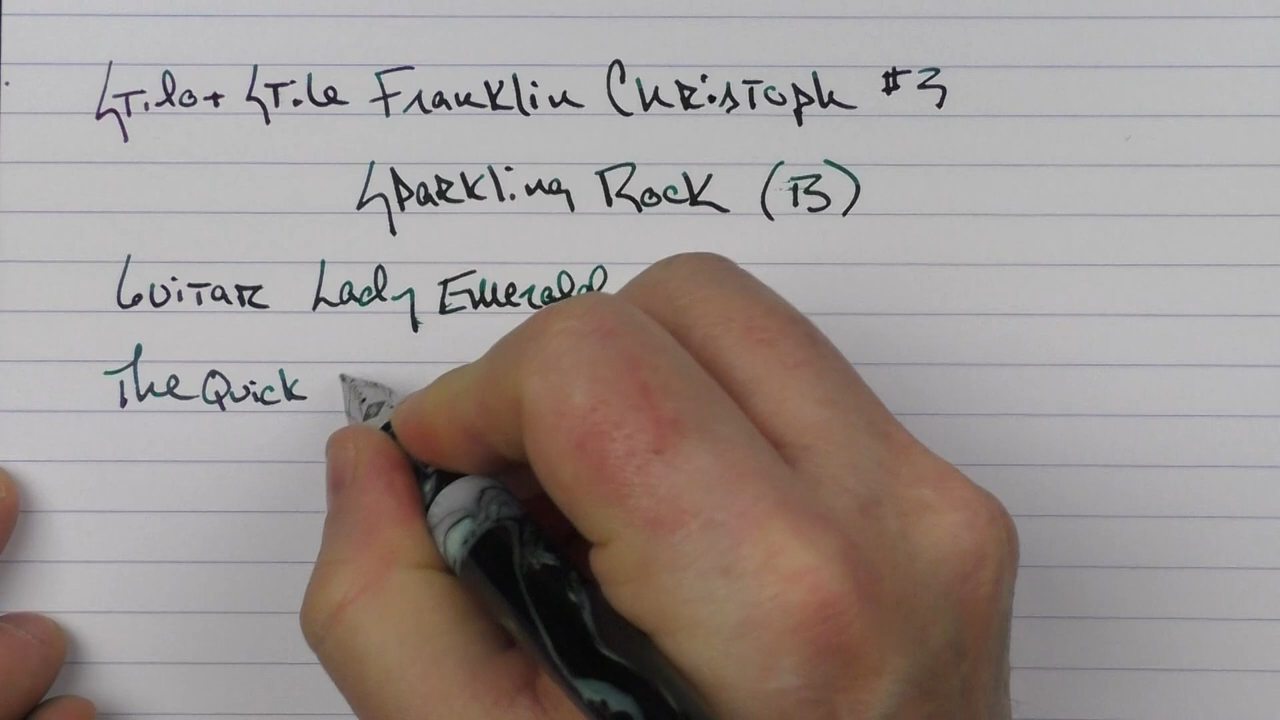 Stilo + Stile Franklin Christoph #3
Sparkling Rock (B)
Guitar Lady Emerald
The Quick